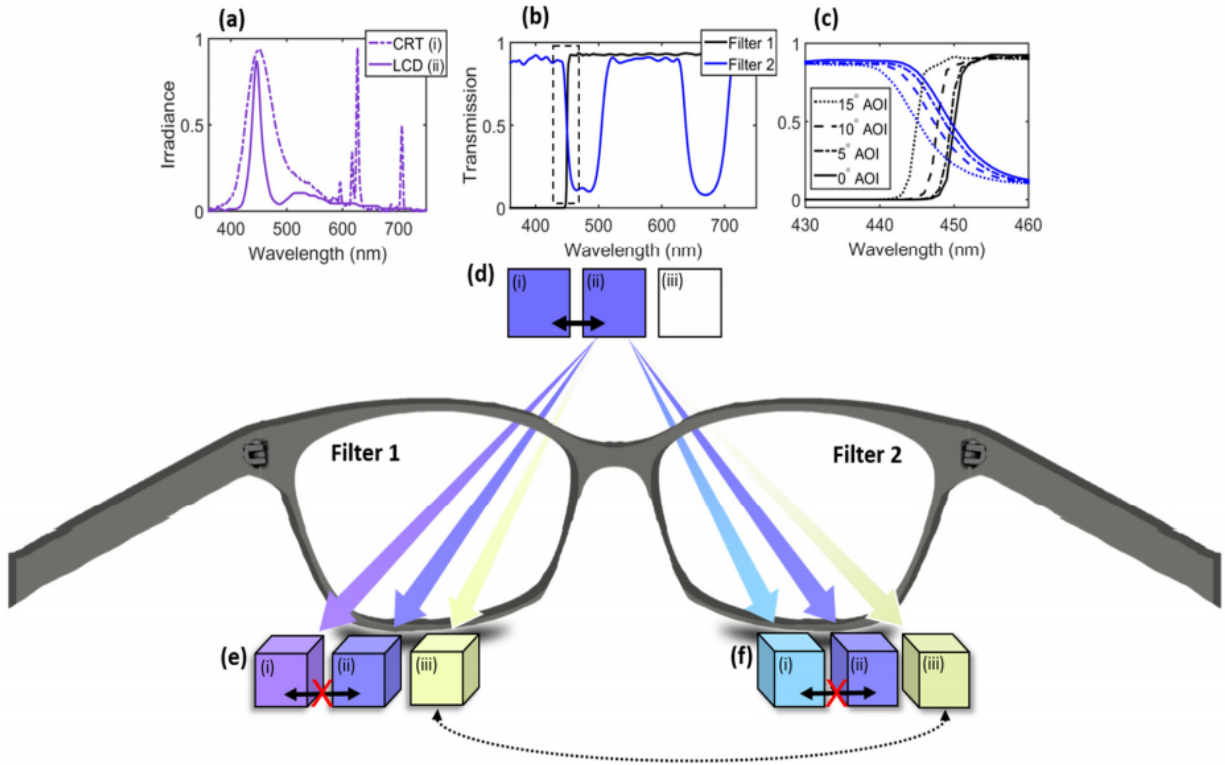 (a)
CRT (i)
LCD (ii)
Irradiance
1
0.5
0
400 500 600 700
Wavelength (nm)
(b)
Filter 1
Filter 2
Transmission
1
0.5
0
400 500 600 700
Wavelength (nm)
(c)
1
0.5
0
15° AOI
10° AOI
5° AOI
0° AOI
430 440 450 460
Wavelength (nm)
(d)
(i) (ii) (iii)
Filter 1 Filter 2
(e)
(i) (ii) (iii)
X
(f)
(i) (ii) (iii)
X